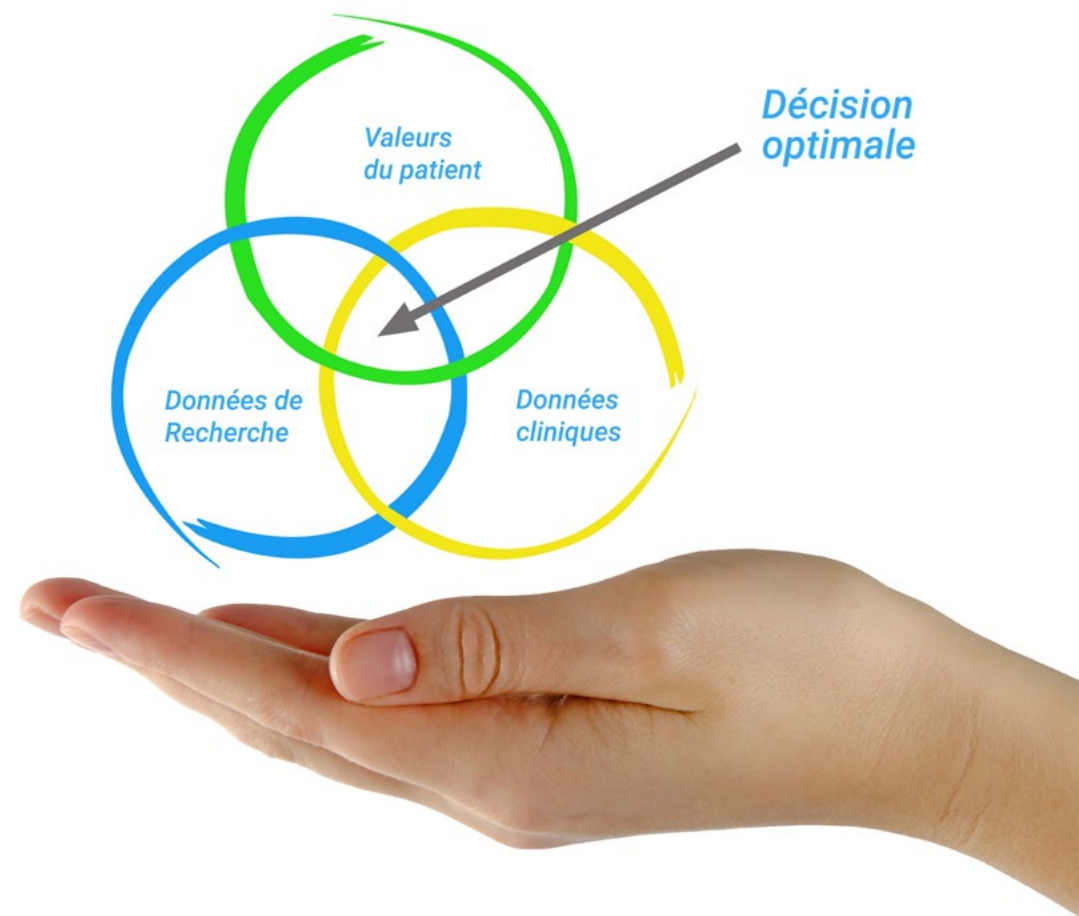 Décision
optimale
Valeurs
du patient
Données de
Recherche
Données
cliniques